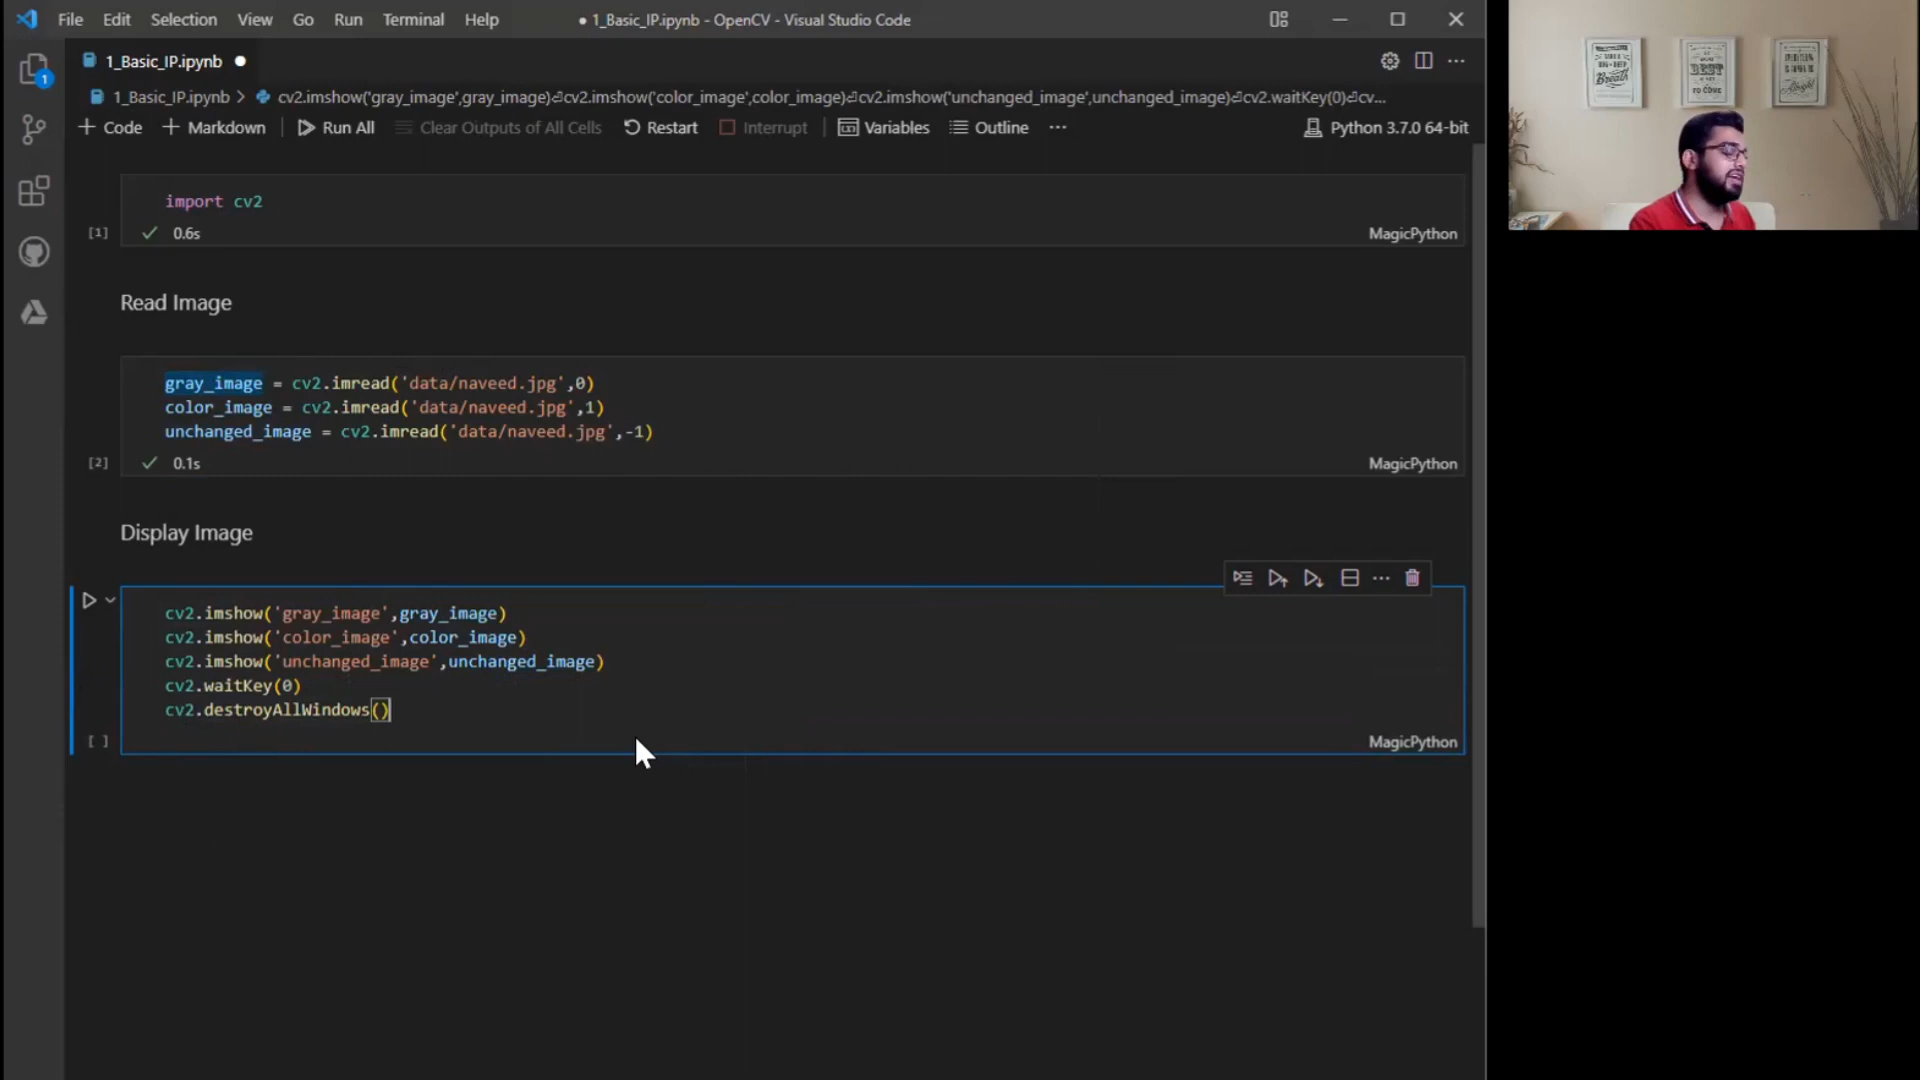 File Edit Selection View Go Run Terminal Help
● 1_Basic_IP.ipynb - OpenCV - Visual Studio Code
1
1_Basic_IP.ipynb ●
1_Basic_IP.ipynb > cv2.imshow('gray_image',gray_image)⏎cv2.imshow('color_image',color_image)⏎cv2.imshow('unchanged_image',unchanged_image)⏎cv2.waitKey(0)⏎cv...
+ Code + Markdown Run All Clear Outputs of All Cells Restart Interrupt Variables Outline ··· Python 3.7.0 64-bit
import cv2
[1] ✓ 0.6s MagicPython
Read Image
gray_image = cv2.imread('data/naveed.jpg',0)
color_image = cv2.imread('data/naveed.jpg',1)
unchanged_image = cv2.imread('data/naveed.jpg',-1)
[2] ✓ 0.1s MagicPython
Display Image
cv2.imshow('gray_image',gray_image)
cv2.imshow('color_image',color_image)
cv2.imshow('unchanged_image',unchanged_image)
cv2.waitKey(0)
cv2.destroyAllWindows()
[ ] MagicPython
Breath
BEST
TO COME